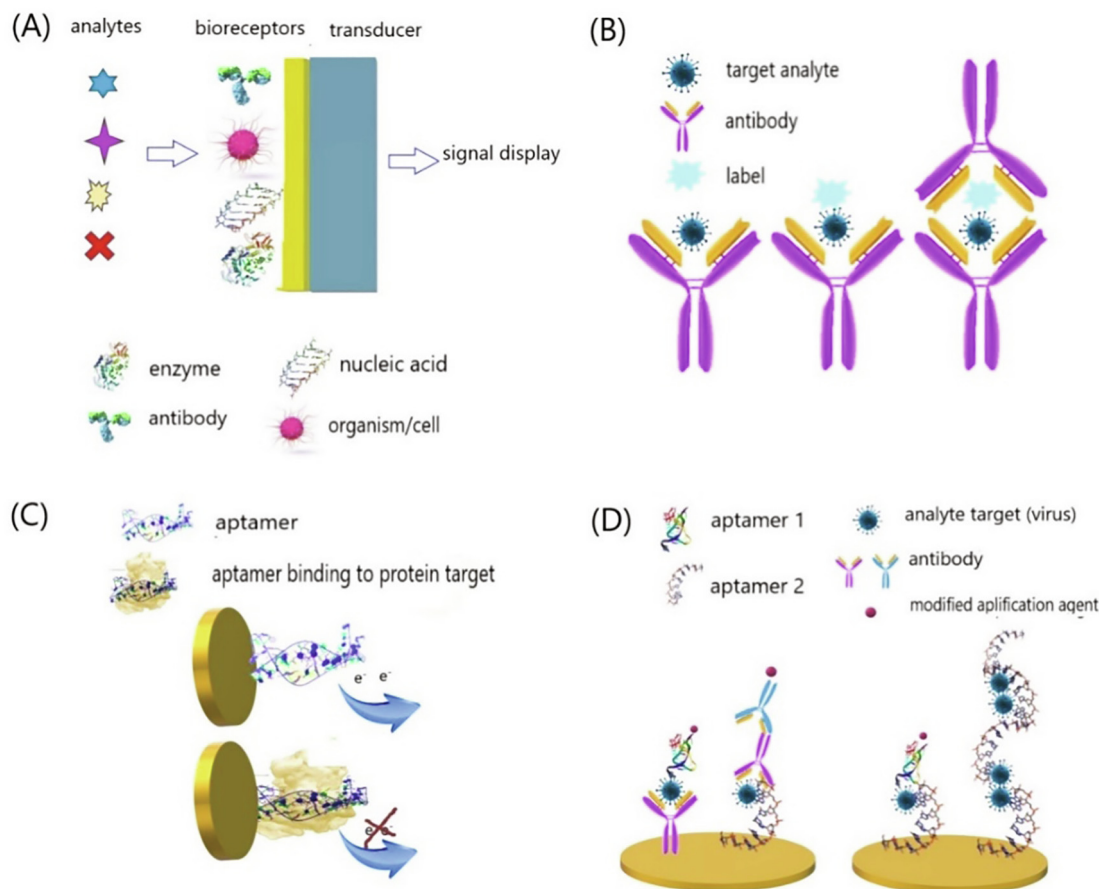 (A)
analytes
bioreceptors
transducer
signal display
enzyme
nucleic acid
antibody
organism/cell
(B)
target analyte
antibody
label
(C)
aptamer
aptamer binding to protein target
e⁻ e⁻
e⁻ e⁻
(D)
aptamer 1
analyte target (virus)
antibody
aptamer 2
modified aplification agent